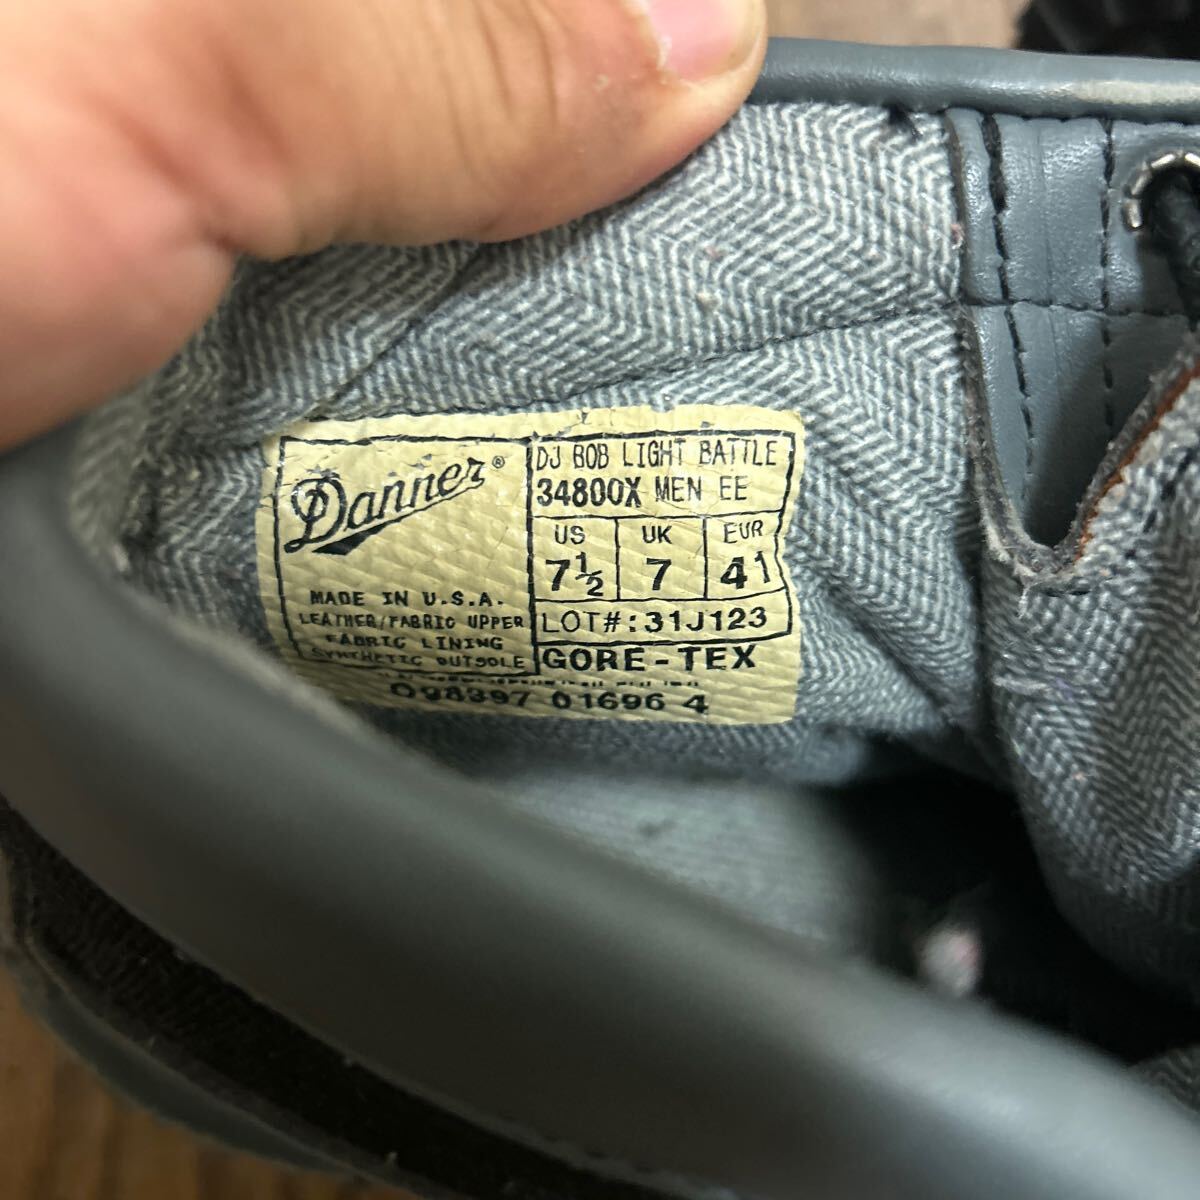 Danner®
MADE IN U.S.A.
LEATHER/FABRIC UPPER
FABRIC LINING
SYNTHETIC OUTSOLE
DJ BOB LIGHT BATTLE
34800X MEN EE
US UK EUR
7½ 7 41
LOT#:31J123
GORE-TEX
098397 01696 4